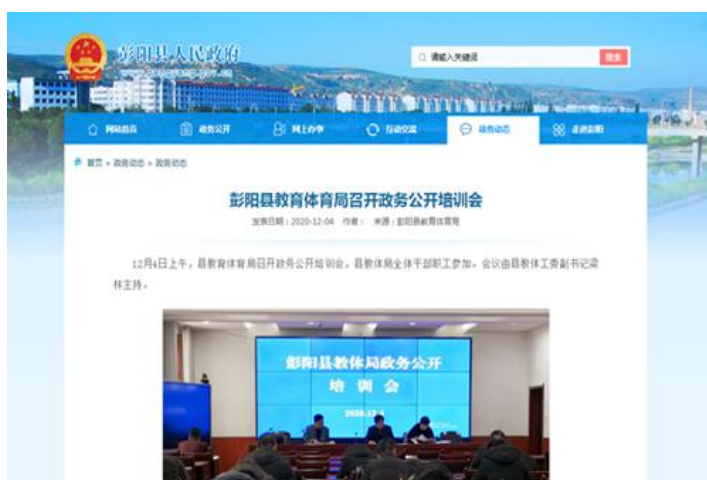 彭阳县人民政府
请输入关键词
搜索
网站首页
政务公开
网上办事
互动交流
政务动态
走进彭阳
首页 » 政务动态 » 政务动态
彭阳县教育体育局召开政务公开培训会
发表日期:2020-12-04 作者: 来源:彭阳县教育体育局
12月4日上午,县教育体育局召开政务公开培训会,县教体局全体干部职工参加。会议由县教体工委副书记梁
林主持。
彭阳县教体局政务公开
培 训 会
2020.12.4